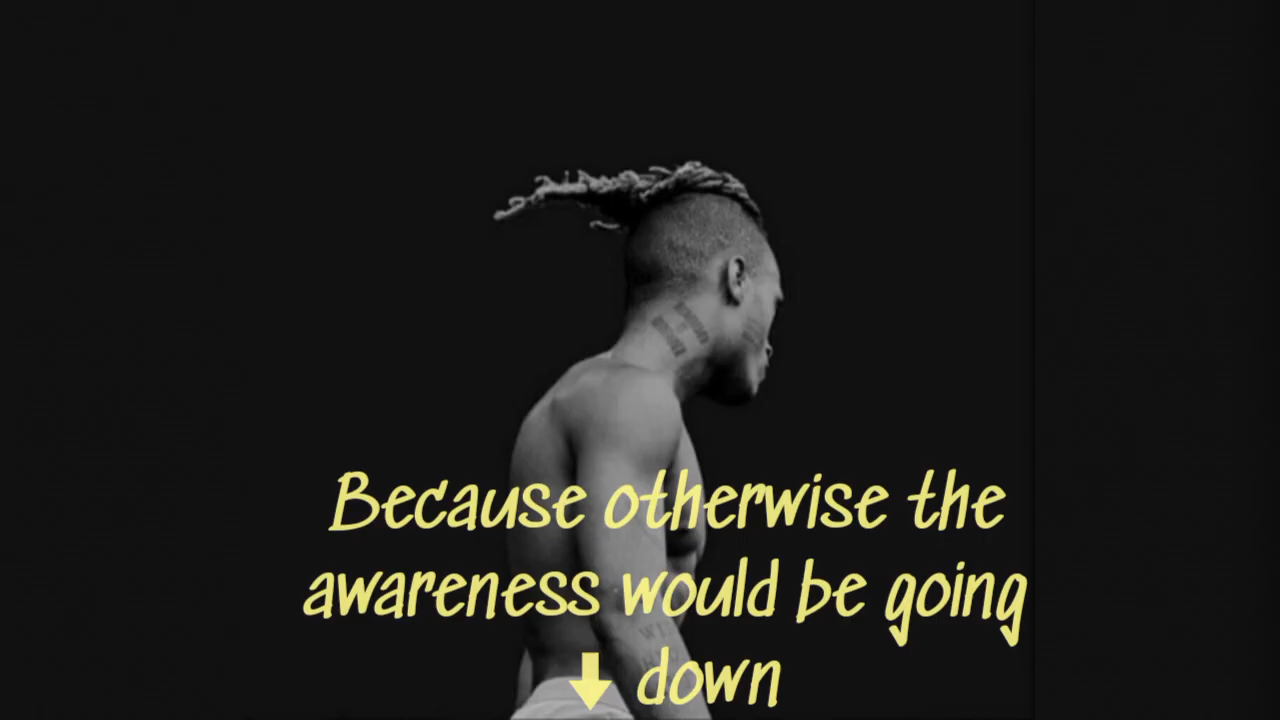 Because otherwise the
awareness would be going
⬇ down